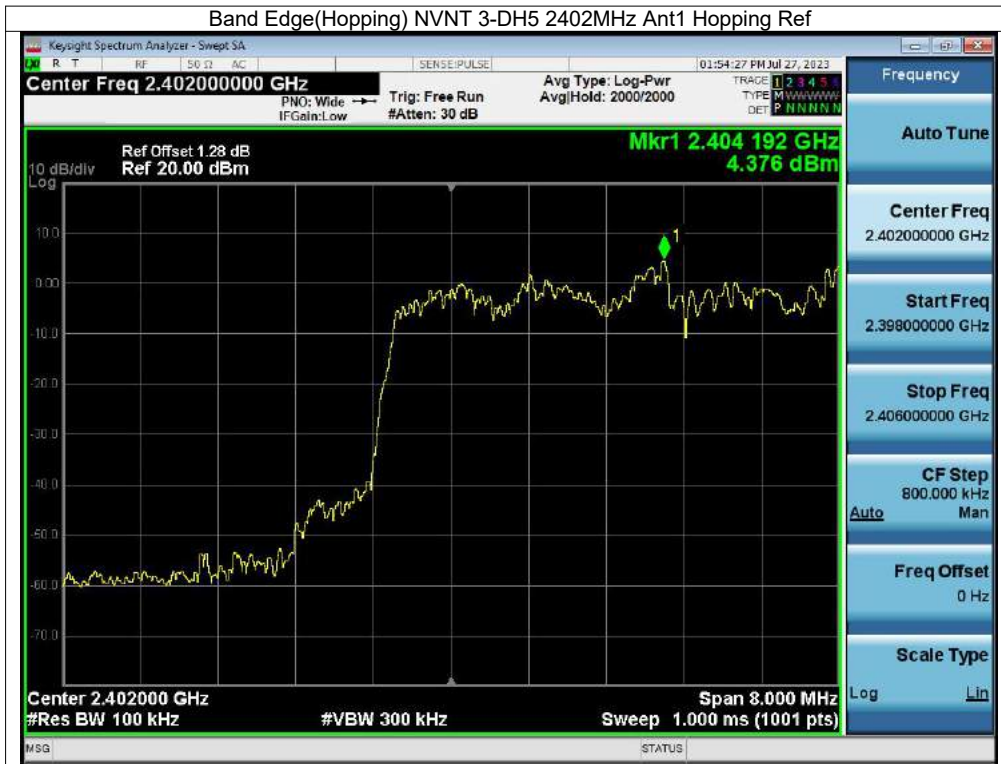 Band Edge(Hopping) NVNT 3-DH5 2402MHz Ant1 Hopping Ref
Keysight Spectrum Analyzer - Swept SA
R T RF 50 Ω AC SENSE:PULSE 01:54:27 PM Jul 27, 2023
Center Freq 2.402000000 GHz
PNO: Wide
IFGain:Low
Trig: Free Run
#Atten: 30 dB
Avg Type: Log-Pwr
Avg|Hold: 2000/2000
TRACE 1 2 3 4 5 6
TYPE M WWWWW
DET P N N N N N
Frequency
Auto Tune
Center Freq
2.402000000 GHz
Start Freq
2.398000000 GHz
Stop Freq
2.406000000 GHz
CF Step
800.000 kHz
Auto Man
Freq Offset
0 Hz
Scale Type
Log Lin
Mkr1 2.404 192 GHz
4.376 dBm
Ref Offset 1.28 dB
10 dB/div Ref 20.00 dBm
Log
1
10.0
0.00
-10.0
-20.0
-30.0
-40.0
-50.0
-60.0
-70.0
Center 2.402000 GHz Span 8.000 MHz
#Res BW 100 kHz #VBW 300 kHz Sweep 1.000 ms (1001 pts)
MSG STATUS